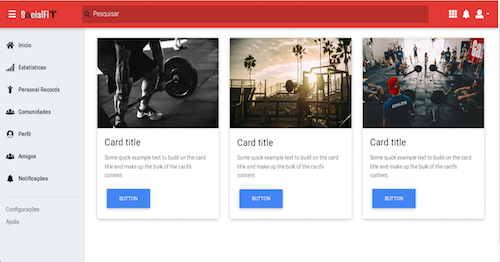 SocialFit
Pesquisar
Início
Estatísticas
Personal Records
Comunidades
Perfil
Amigos
Notificações
Configurações
Ajuda
Card title
Some quick example text to build on the card
title and make up the bulk of the card's
content.
BUTTON
Card title
Some quick example text to build on the card
title and make up the bulk of the card's
content.
BUTTON
Card title
Some quick example text to build on the card
title and make up the bulk of the card's
content.
BUTTON